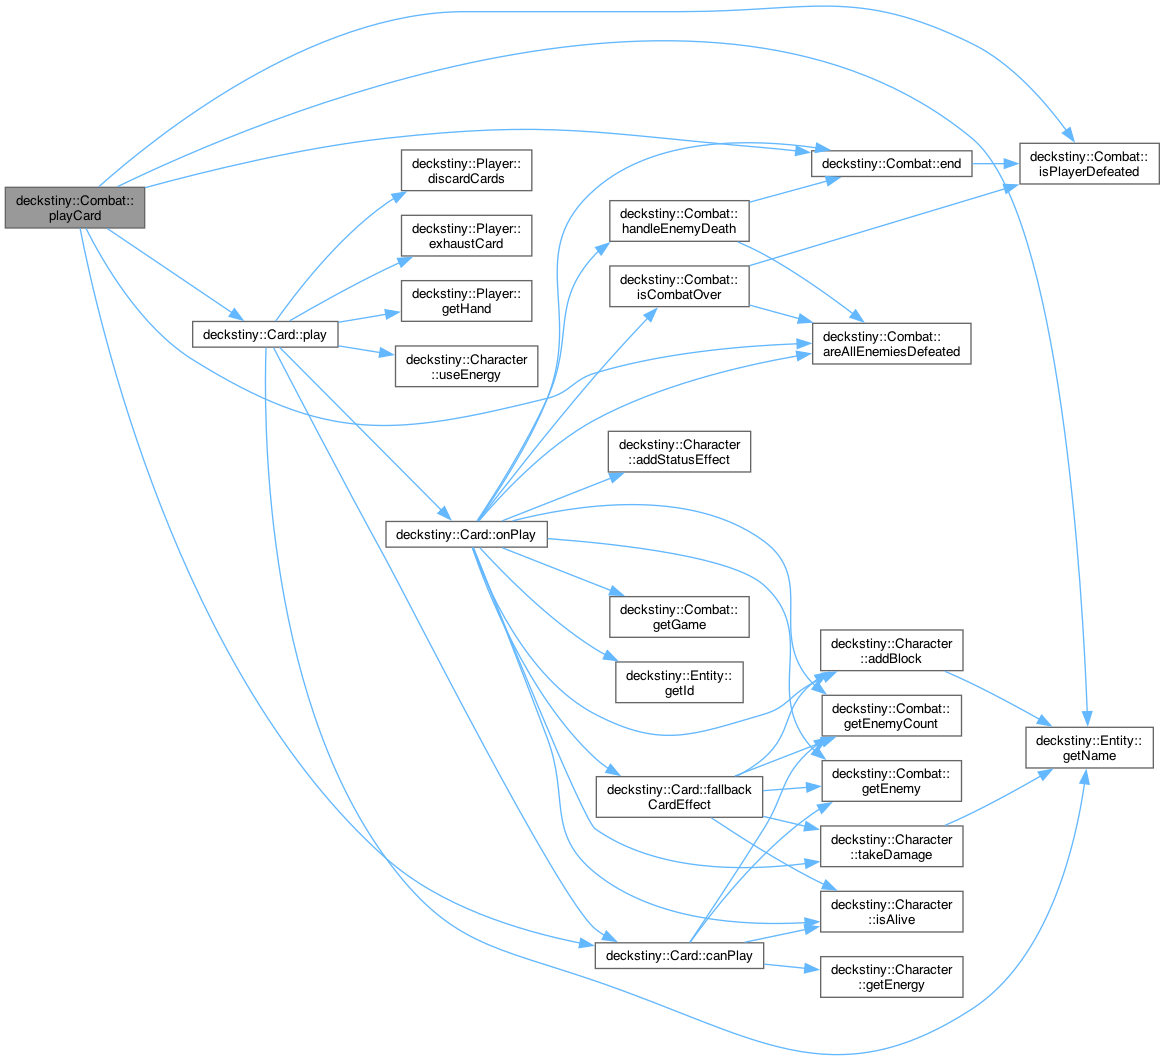 deckstiny::Combat::
playCard
deckstiny::Card::play
deckstiny::Player::
discardCards
deckstiny::Player::
exhaustCard
deckstiny::Player::
getHand
deckstiny::Character
::useEnergy
deckstiny::Card::onPlay
deckstiny::Combat::
handleEnemyDeath
deckstiny::Combat::
isCombatOver
deckstiny::Character
::addStatusEffect
deckstiny::Combat::
getGame
deckstiny::Entity::
getId
deckstiny::Card::fallback
CardEffect
deckstiny::Card::canPlay
deckstiny::Combat::end
deckstiny::Combat::
areAllEnemiesDefeated
deckstiny::Character
::addBlock
deckstiny::Combat::
getEnemyCount
deckstiny::Combat::
getEnemy
deckstiny::Character
::takeDamage
deckstiny::Character
::isAlive
deckstiny::Character
::getEnergy
deckstiny::Combat::
isPlayerDefeated
deckstiny::Entity::
getName